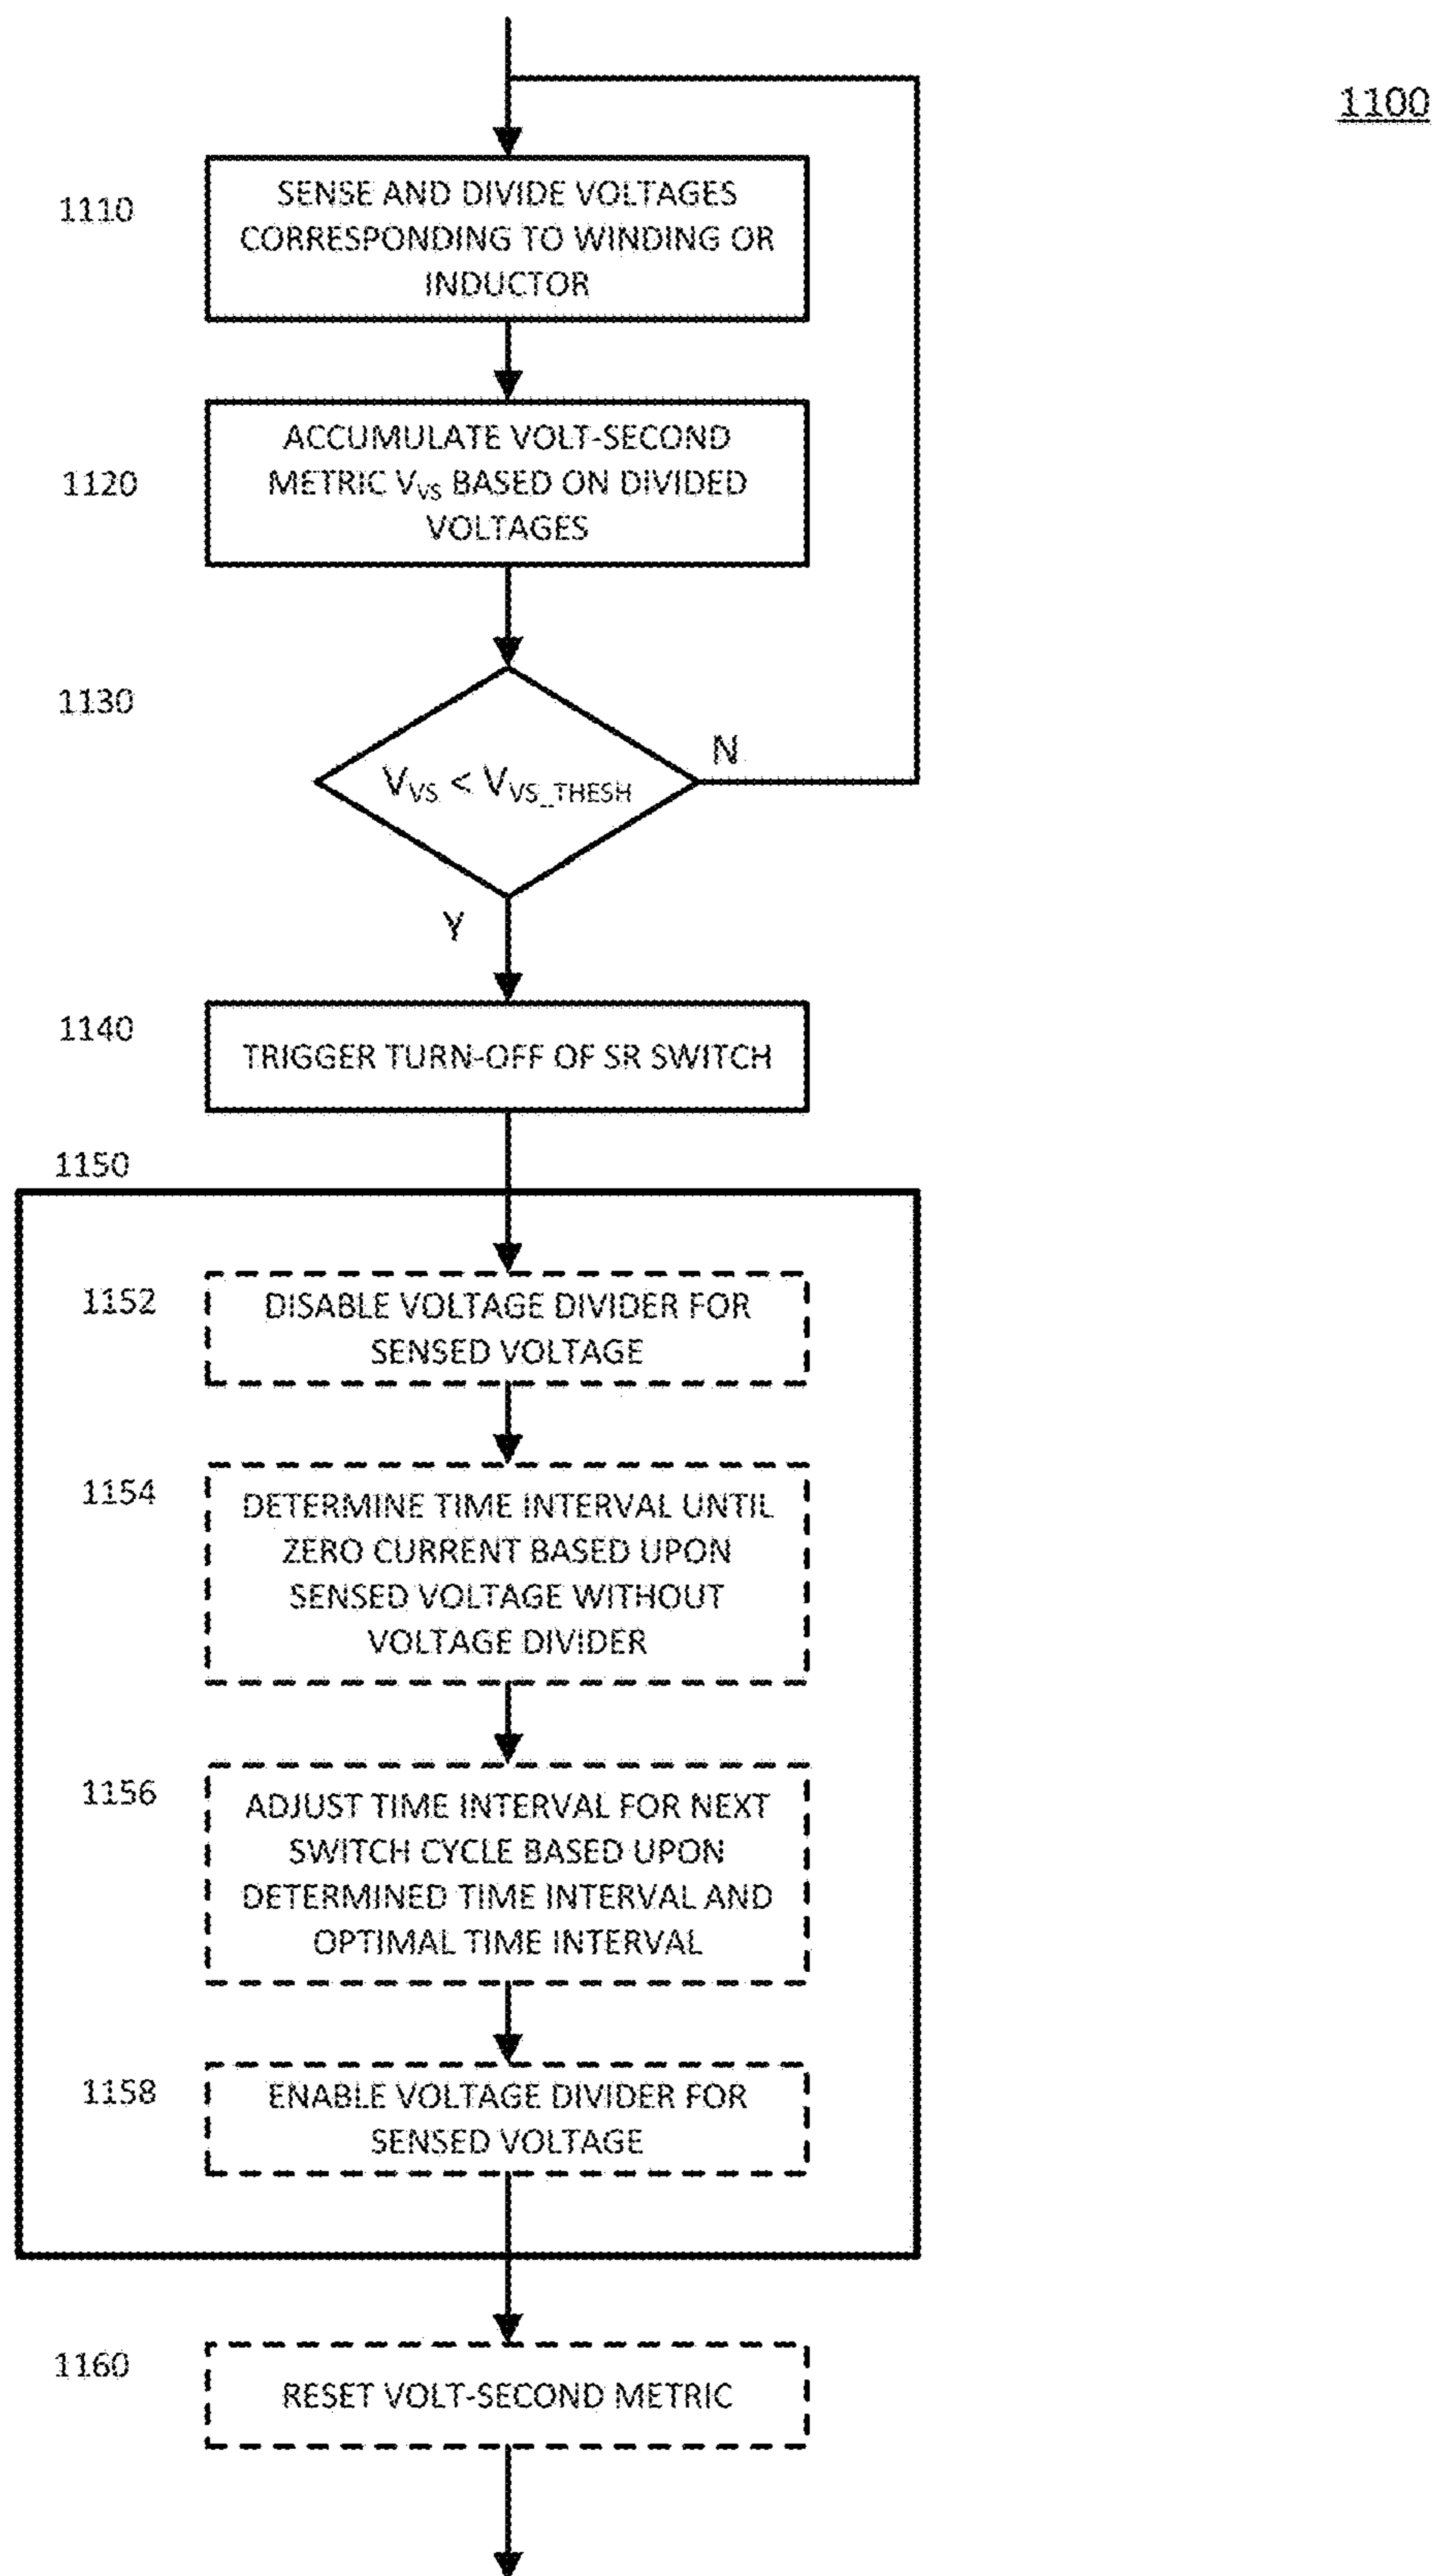 1100
1110
SENSE AND DIVIDE VOLTAGES
CORRESPONDING TO WINDING OR
INDUCTOR
1120
ACCUMULATE VOLT-SECOND
METRIC V_VS BASED ON DIVIDED
VOLTAGES
1130
V_VS < V_VS_THESH
N
Y
1140
TRIGGER TURN-OFF OF SR SWITCH
1150
1152
DISABLE VOLTAGE DIVIDER FOR
SENSED VOLTAGE
1154
DETERMINE TIME INTERVAL UNTIL
ZERO CURRENT BASED UPON
SENSED VOLTAGE WITHOUT
VOLTAGE DIVIDER
1156
ADJUST TIME INTERVAL FOR NEXT
SWITCH CYCLE BASED UPON
DETERMINED TIME INTERVAL AND
OPTIMAL TIME INTERVAL
1158
ENABLE VOLTAGE DIVIDER FOR
SENSED VOLTAGE
1160
RESET VOLT-SECOND METRIC